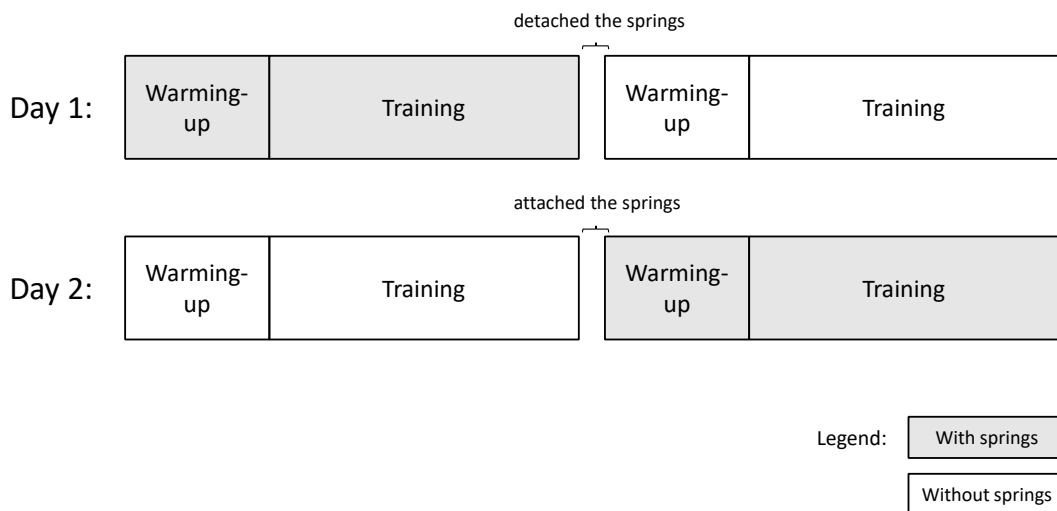 detached the springs
Day 1:
Warming-
up
Training
Warming-
up
Training
attached the springs
Day 2:
Warming-
up
Training
Warming-
up
Training
Legend:
With springs
Without springs